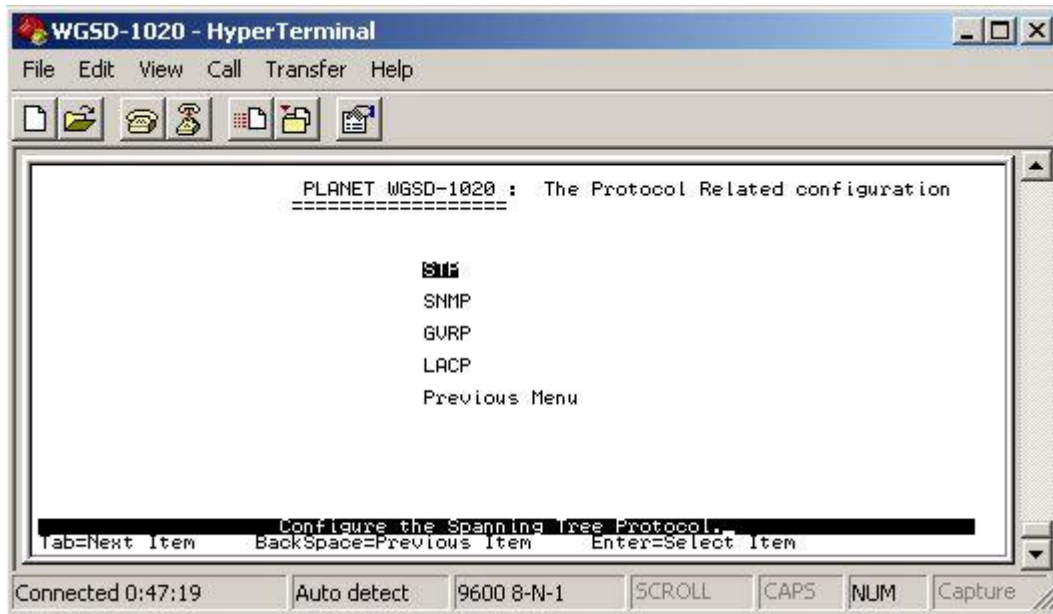 WGSD-1020 - HyperTerminal
File Edit View Call Transfer Help
PLANET WGSD-1020 : The Protocol Related configuration
==================
STP
SNMP
GVRP
LACP
Previous Menu
Configure the Spanning Tree Protocol._
Tab=Next Item BackSpace=Previous Item Enter=Select Item
Connected 0:47:19 Auto detect 9600 8-N-1 SCROLL CAPS NUM Capture